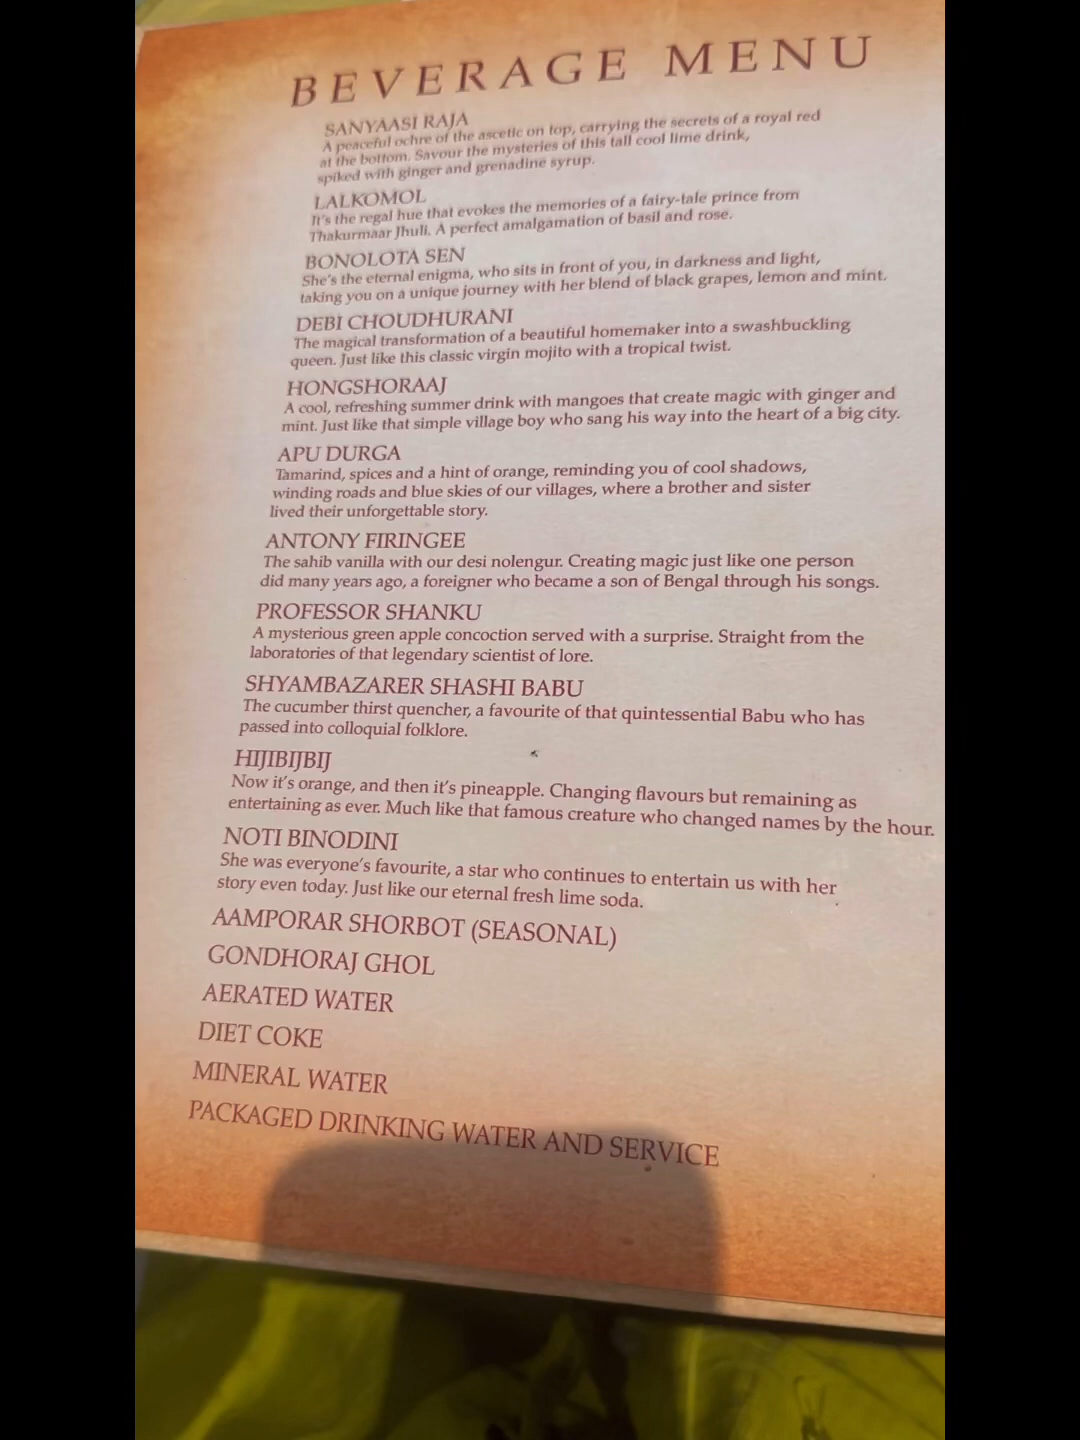 BEVERAGE MENU
SANYAASI RAJA
A peaceful ochre of the ascetic on top, carrying the secrets of a royal red
at the bottom. Savour the mysteries of this tall cool lime drink,
spiked with ginger and grenadine syrup.
LALKOMOL
It's the regal hue that evokes the memories of a fairy-tale prince from
Thakurmaar Jhuli. A perfect amalgamation of basil and rose.
BONOLOTA SEN
She's the eternal enigma, who sits in front of you, in darkness and light,
taking you on a unique journey with her blend of black grapes, lemon and mint.
DEBI CHOUDHURANI
The magical transformation of a beautiful homemaker into a swashbuckling
queen. Just like this classic virgin mojito with a tropical twist.
HONGSHORAAJ
A cool, refreshing summer drink with mangoes that create magic with ginger and
mint. Just like that simple village boy who sang his way into the heart of a big city.
APU DURGA
Tamarind, spices and a hint of orange, reminding you of cool shadows,
winding roads and blue skies of our villages, where a brother and sister
lived their unforgettable story.
ANTONY FIRINGEE
The sahib vanilla with our desi nolengur. Creating magic just like one person
did many years ago, a foreigner who became a son of Bengal through his songs.
PROFESSOR SHANKU
A mysterious green apple concoction served with a surprise. Straight from the
laboratories of that legendary scientist of lore.
SHYAMBAZARER SHASHI BABU
The cucumber thirst quencher, a favourite of that quintessential Babu who has
passed into colloquial folklore.
HIJIBIJBIJ
Now it's orange, and then it's pineapple. Changing flavours but remaining as
entertaining as ever. Much like that famous creature who changed names by the hour.
NOTI BINODINI
She was everyone's favourite, a star who continues to entertain us with her
story even today. Just like our eternal fresh lime soda.
AAMPORAR SHORBOT (SEASONAL)
GONDHORAJ GHOL
AERATED WATER
DIET COKE
MINERAL WATER
PACKAGED DRINKING WATER AND SERVICE